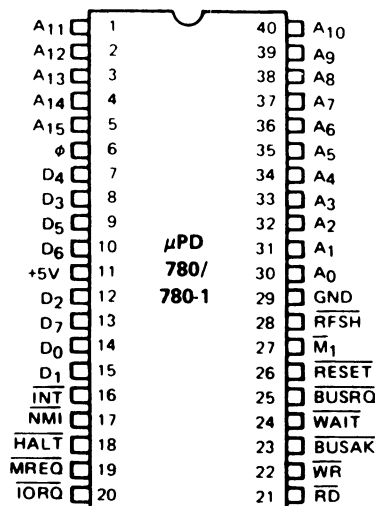 A11 1 40 A10
A12 2 39 A9
A13 3 38 A8
A14 4 37 A7
A15 5 36 A6
ϕ 6 35 A5
D4 7 34 A4
D3 8 33 A3
D5 9 32 A2
D6 10 μPD 31 A1
+5V 11 780/ 30 A0
D2 12 780-1 29 GND
D7 13 28 RFSH
D0 14 27 M1
D1 15 26 RESET
INT 16 25 BUSRQ
NMI 17 24 WAIT
HALT 18 23 BUSAK
MREQ 19 22 WR
IORQ 20 21 RD